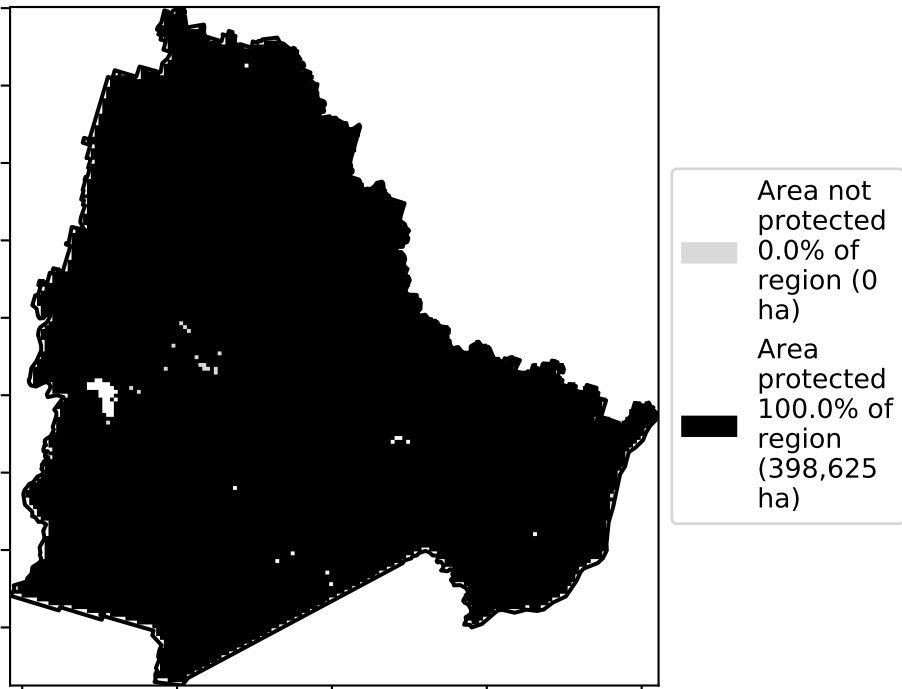 Area not
protected
0.0% of
region (0
ha)
Area
protected
100.0% of
region
(398,625
ha)